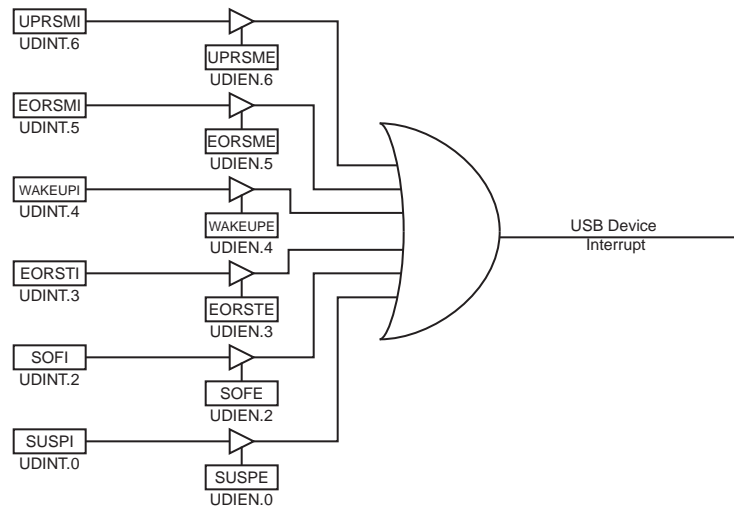 UPRSMI
UDINT.6
UPRSME
UDIEN.6
EORSMI
UDINT.5
EORSME
UDIEN.5
WAKEUPI
UDINT.4
WAKEUPE
UDIEN.4
EORSTI
UDINT.3
EORSTE
UDIEN.3
SOFI
UDINT.2
SOFE
UDIEN.2
SUSPI
UDINT.0
SUSPE
UDIEN.0
USB Device
Interrupt